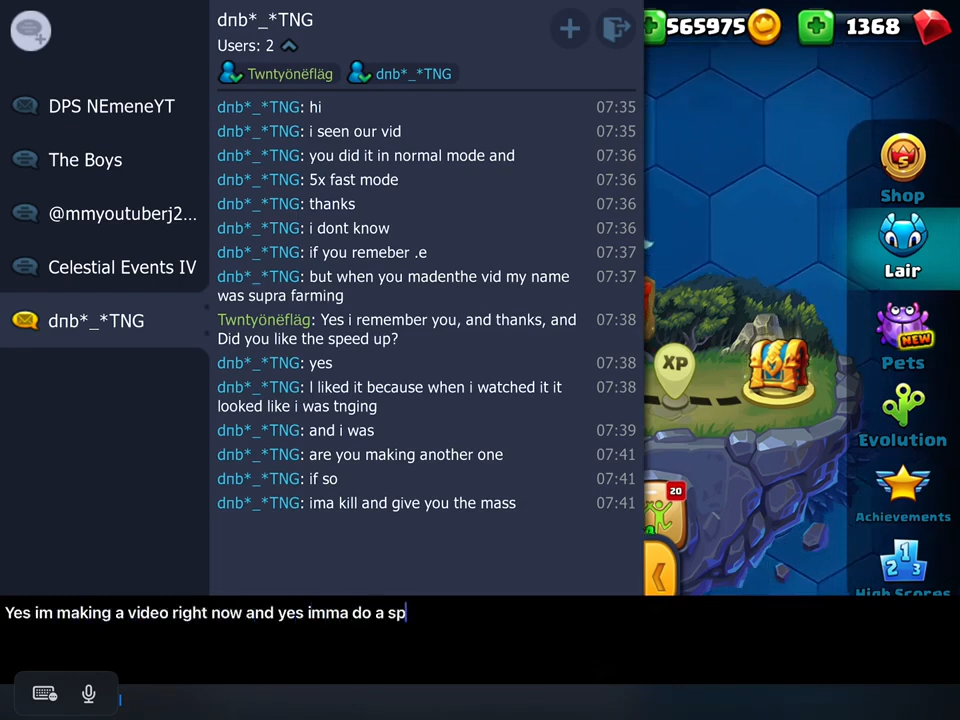 dnb*_*TNG
Users: 2
Twntyönëfläg dnb*_*TNG
565975
1368
DPS NEmeneYT
The Boys
@mmyoutuberj2...
Celestial Events IV
dnb*_*TNG
dnb*_*TNG: hi 07:35
dnb*_*TNG: i seen our vid 07:35
dnb*_*TNG: you did it in normal mode and 07:36
dnb*_*TNG: 5x fast mode 07:36
dnb*_*TNG: thanks 07:36
dnb*_*TNG: i dont know 07:36
dnb*_*TNG: if you remeber .e 07:37
dnb*_*TNG: but when you madenthe vid my name 07:37
was supra farming
Twntyönëfläg: Yes i remember you, and thanks, and 07:38
Did you like the speed up?
dnb*_*TNG: yes 07:38
dnb*_*TNG: I liked it because when i watched it it 07:38
looked like i was tnging
dnb*_*TNG: and i was 07:39
dnb*_*TNG: are you making another one 07:41
dnb*_*TNG: if so 07:41
dnb*_*TNG: ima kill and give you the mass 07:41
S
Shop
Lair
NEW
Pets
Evolution
Achievements
1 2 3
High Scores
XP
20
Yes im making a video right now and yes imma do a sp